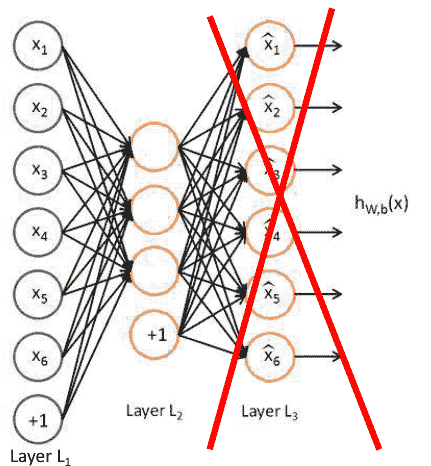 x1
x2
x3
x4
x5
x6
+1
Layer L1
+1
Layer L2
x̂1
x̂2
x̂3
x̂4
x̂5
x̂6
Layer L3
hW,b(x)